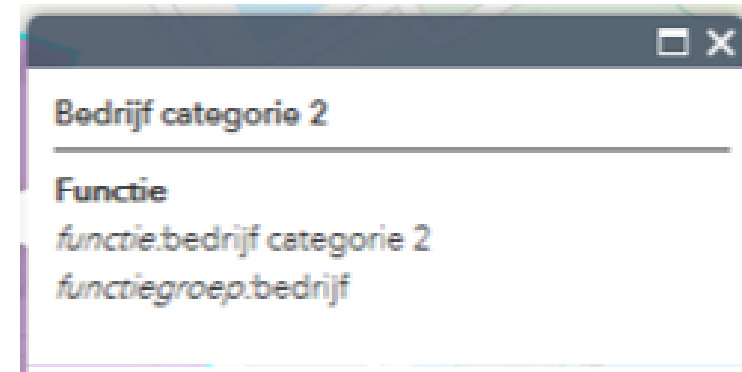 Bedrijf categorie 2
Functie
functie:bedrijf categorie 2
functiegroep:bedrijf